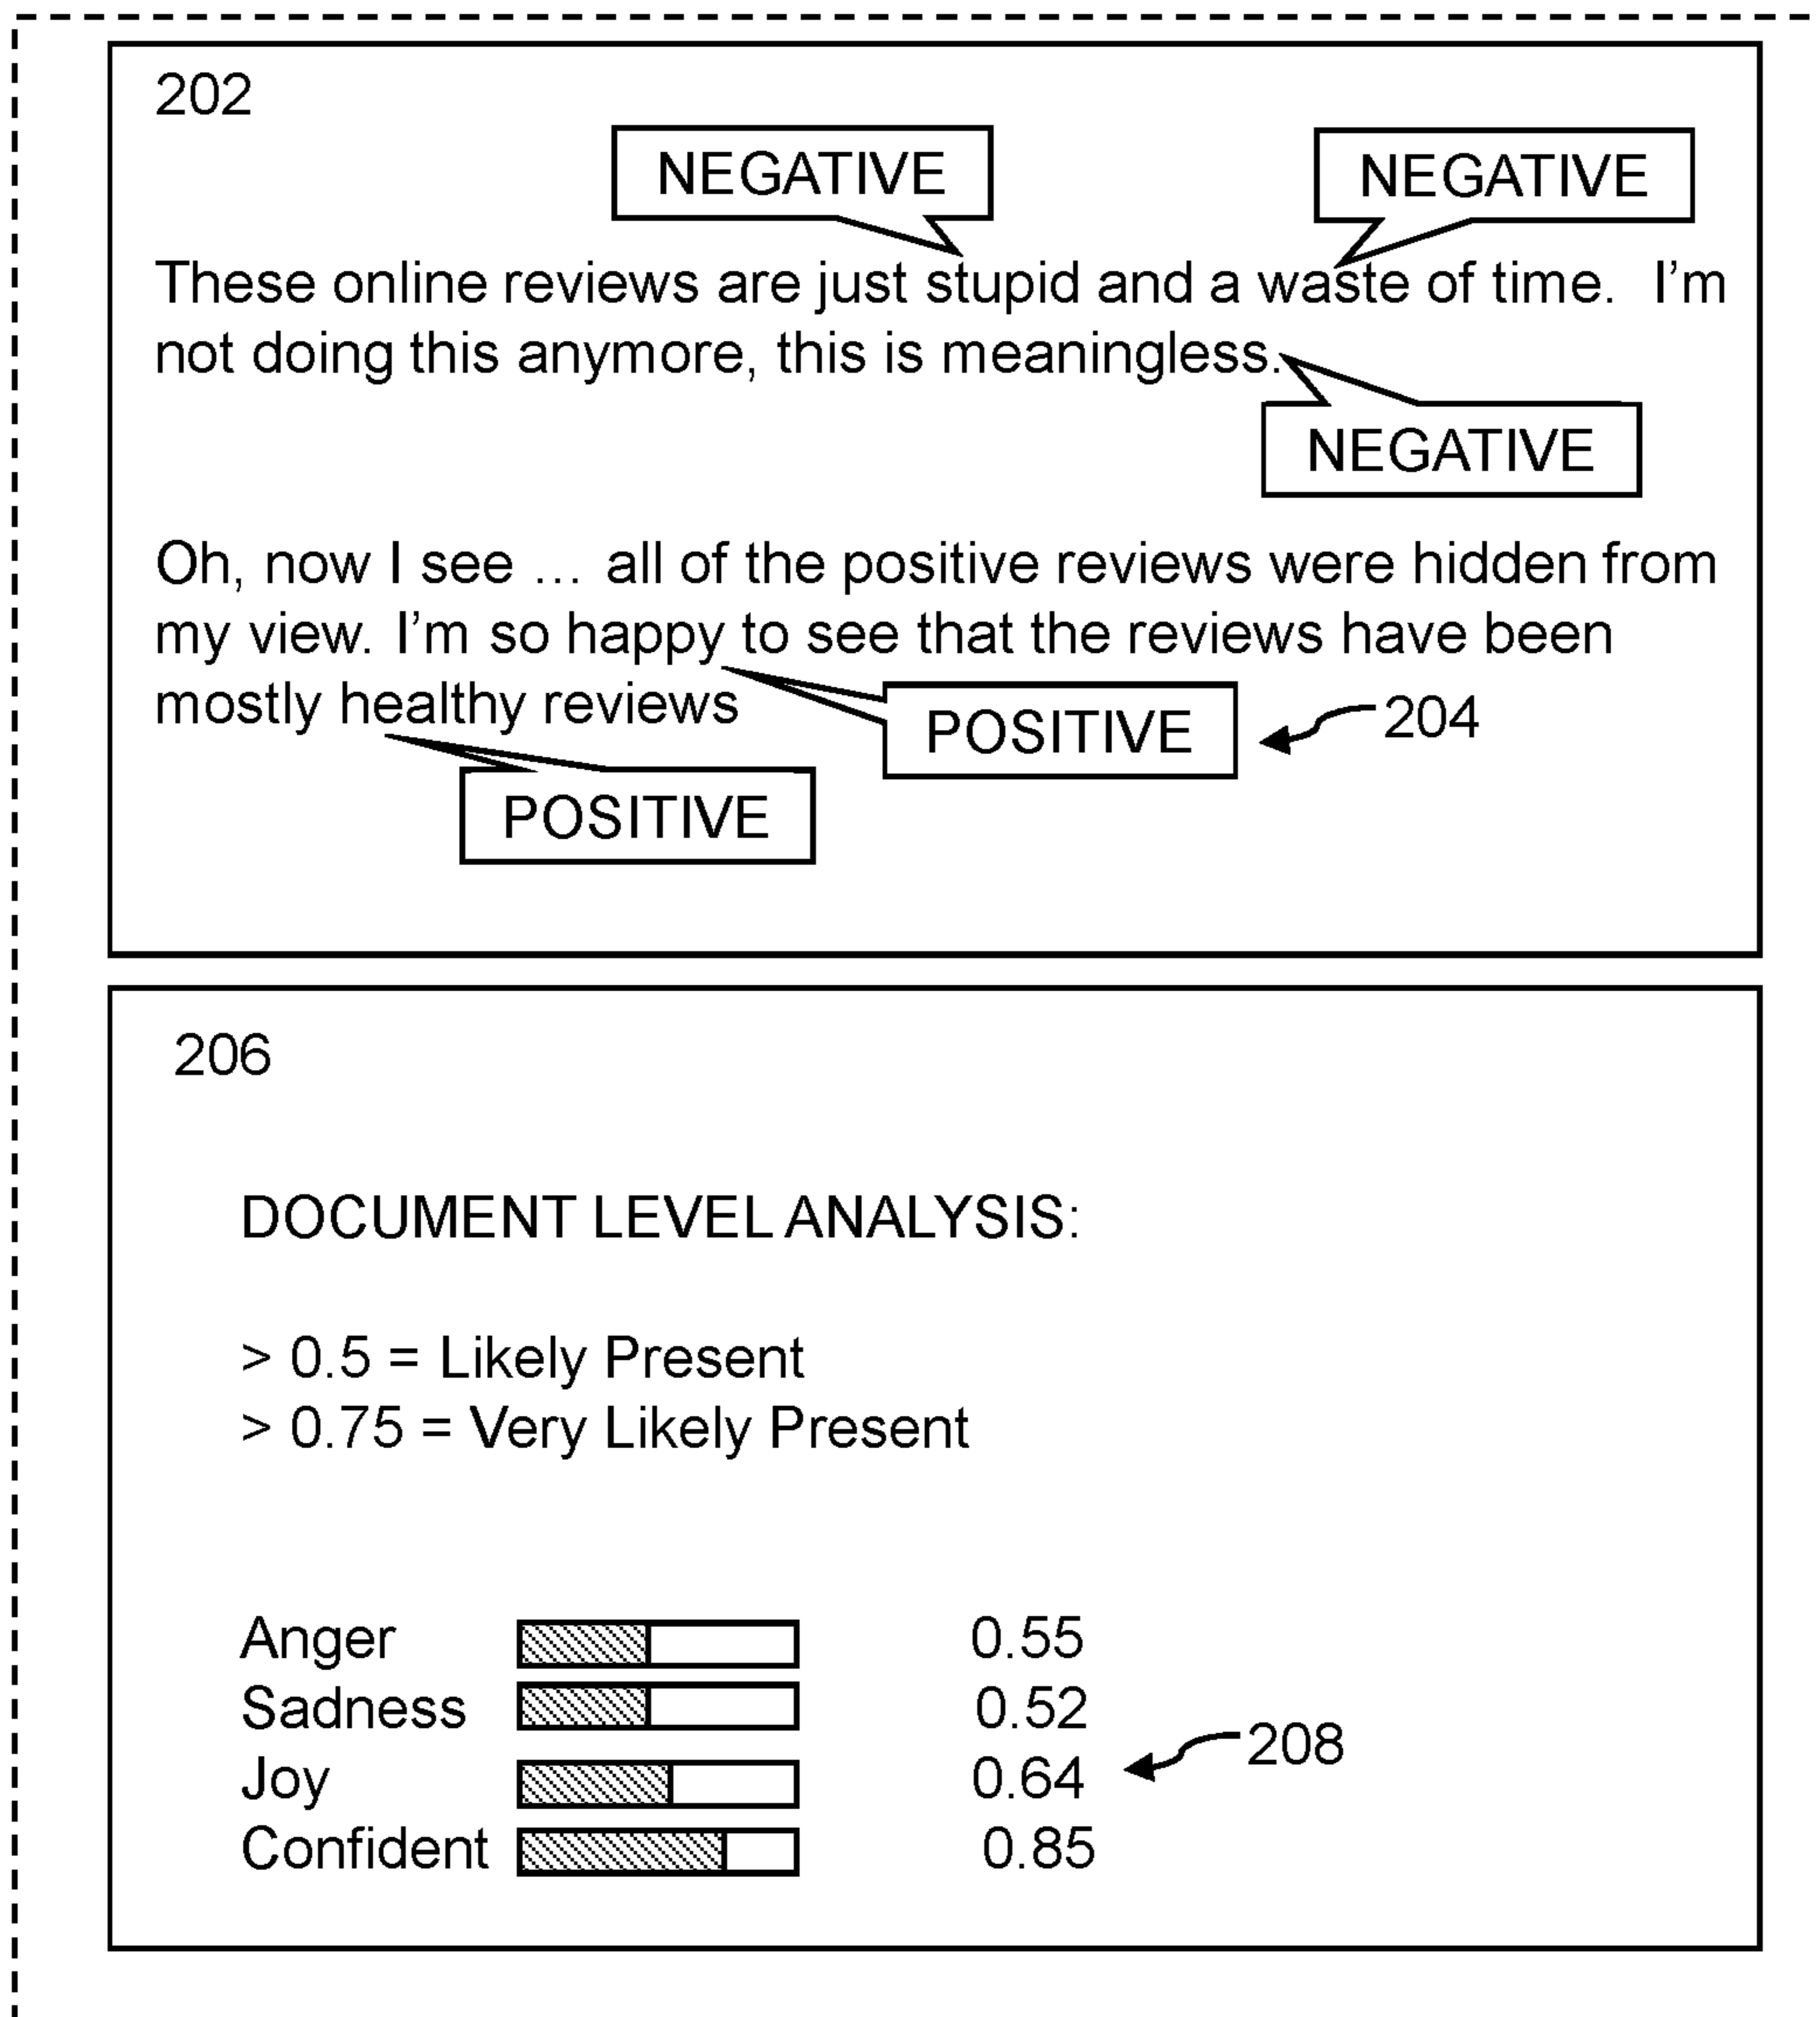 202
NEGATIVE NEGATIVE
These online reviews are just stupid and a waste of time. I'm
not doing this anymore, this is meaningless.
NEGATIVE
Oh, now I see ... all of the positive reviews were hidden from
my view. I'm so happy to see that the reviews have been
mostly healthy reviews
POSITIVE 204
POSITIVE
206
DOCUMENT LEVEL ANALYSIS:
> 0.5 = Likely Present
> 0.75 = Very Likely Present
Anger 0.55
Sadness 0.52
Joy 0.64 208
Confident 0.85